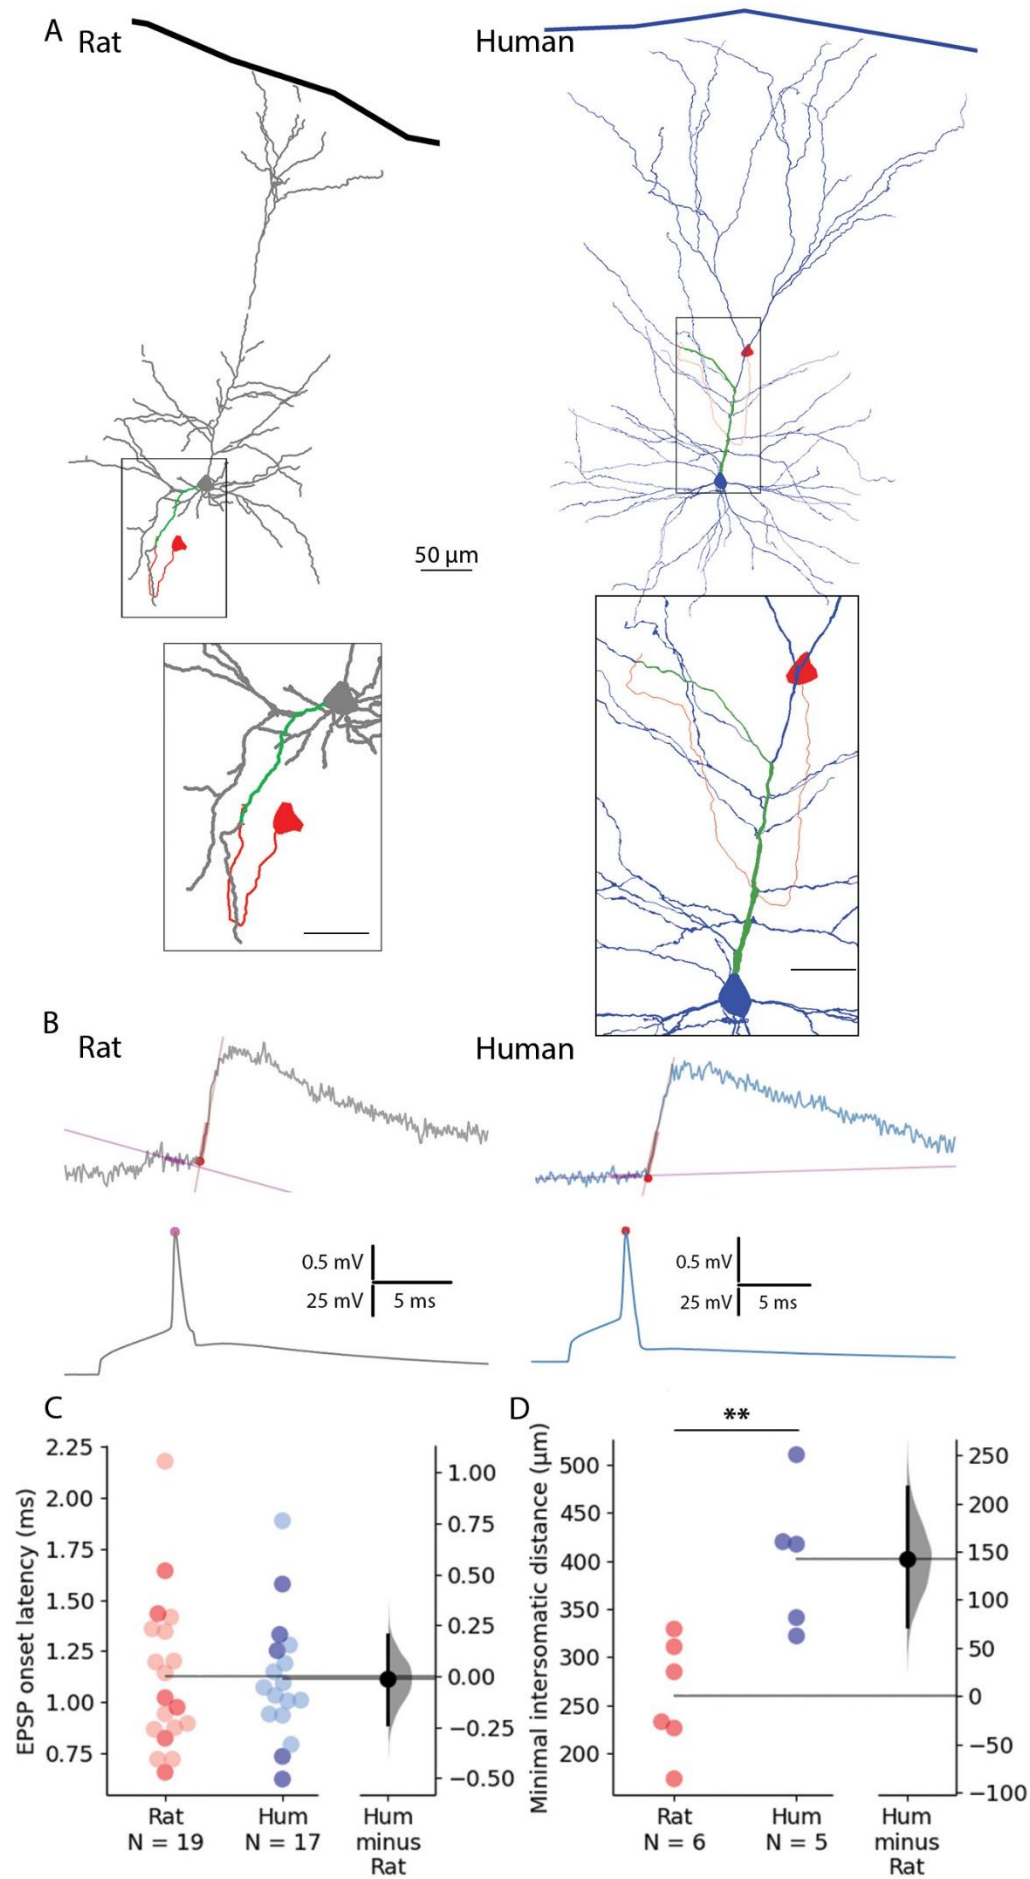 A
Rat
Human
50 µm
B
Rat
Human
0.5 mV
25 mV
5 ms
0.5 mV
25 mV
5 ms
C
EPSP onset latency (ms)
2.25
2.00
1.75
1.50
1.25
1.00
0.75
1.00
0.75
0.50
0.25
0.00
−0.25
−0.50
Rat
N = 19
Hum
N = 17
Hum
minus
Rat
D
**
Minimal intersomatic distance (µm)
500
450
400
350
300
250
200
250
200
150
100
50
0
−50
−100
Rat
N = 6
Hum
N = 5
Hum
minus
Rat